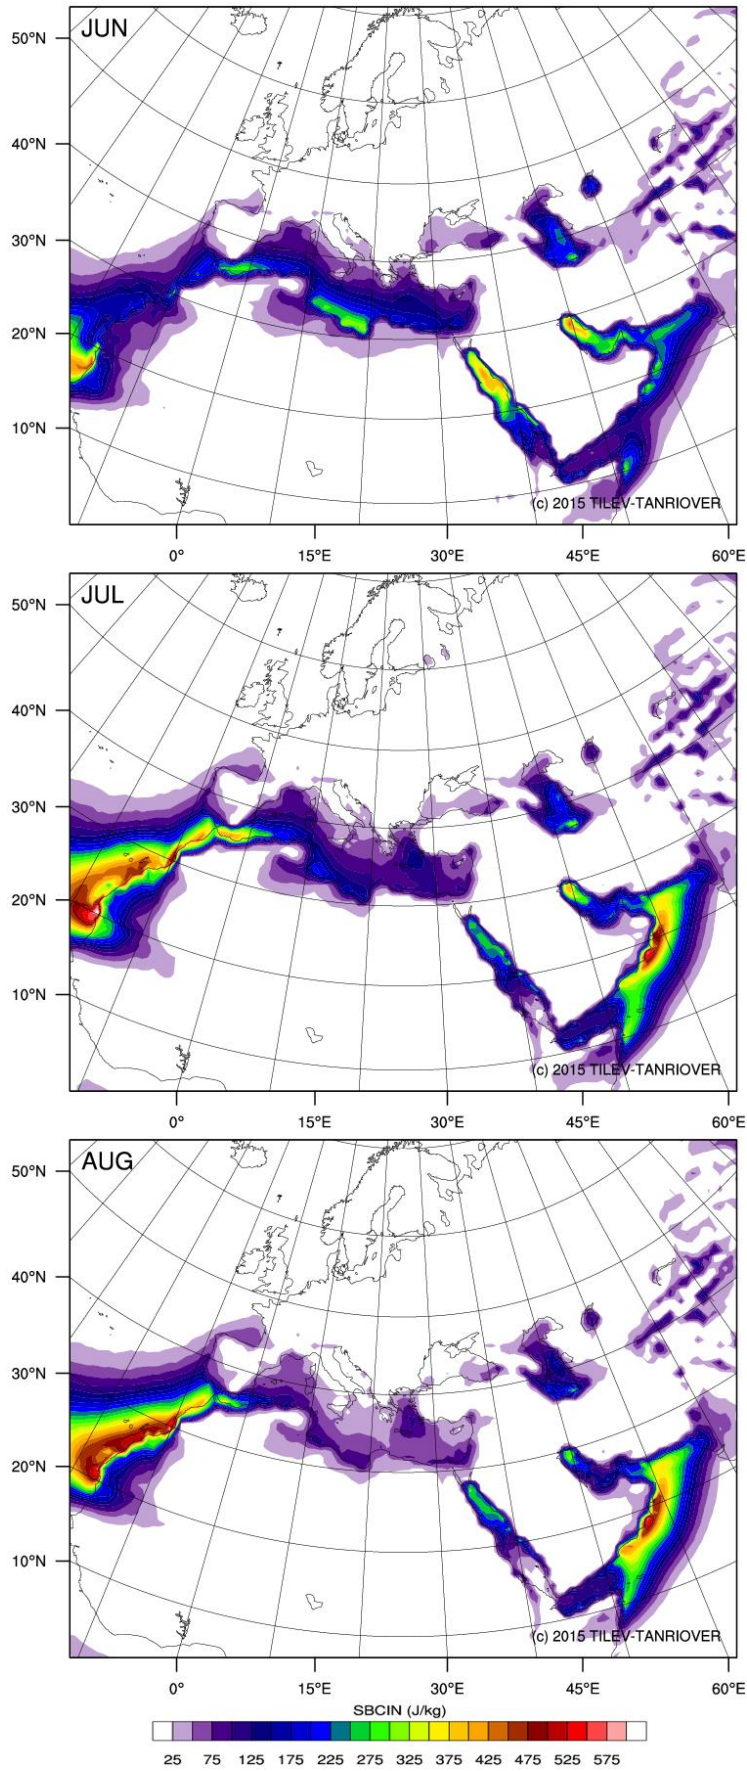 JUN
50°N
40°N
30°N
20°N
10°N
(c) 2015 TILEV-TANRIOVER
0° 15°E 30°E 45°E 60°E
JUL
50°N
40°N
30°N
20°N
10°N
(c) 2015 TILEV-TANRIOVER
0° 15°E 30°E 45°E 60°E
AUG
50°N
40°N
30°N
20°N
10°N
(c) 2015 TILEV-TANRIOVER
0° 15°E 30°E 45°E 60°E
SBCIN (J/kg)
25 75 125 175 225 275 325 375 425 475 525 575